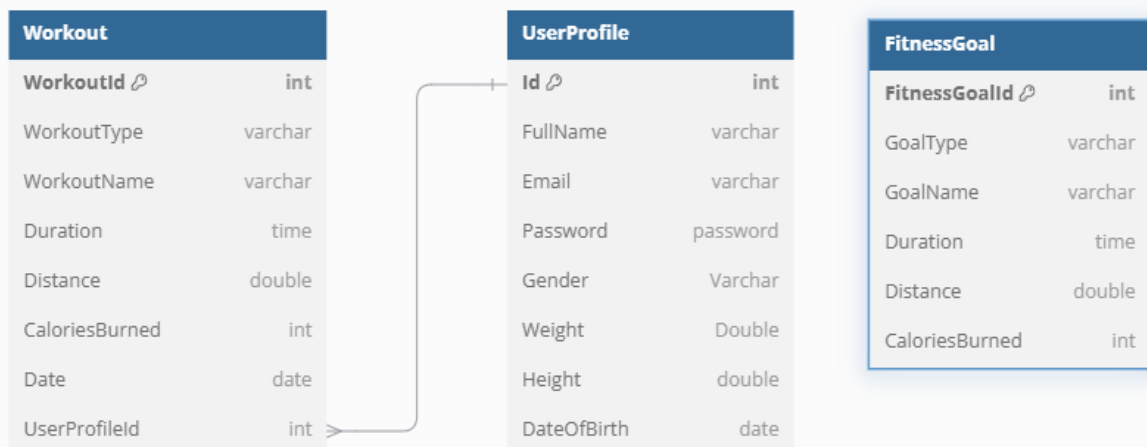 Workout
WorkoutId int
WorkoutType varchar
WorkoutName varchar
Duration time
Distance double
CaloriesBurned int
Date date
UserProfileId int
UserProfile
Id int
FullName varchar
Email varchar
Password password
Gender Varchar
Weight Double
Height double
DateOfBirth date
FitnessGoal
FitnessGoalId int
GoalType varchar
GoalName varchar
Duration time
Distance double
CaloriesBurned int